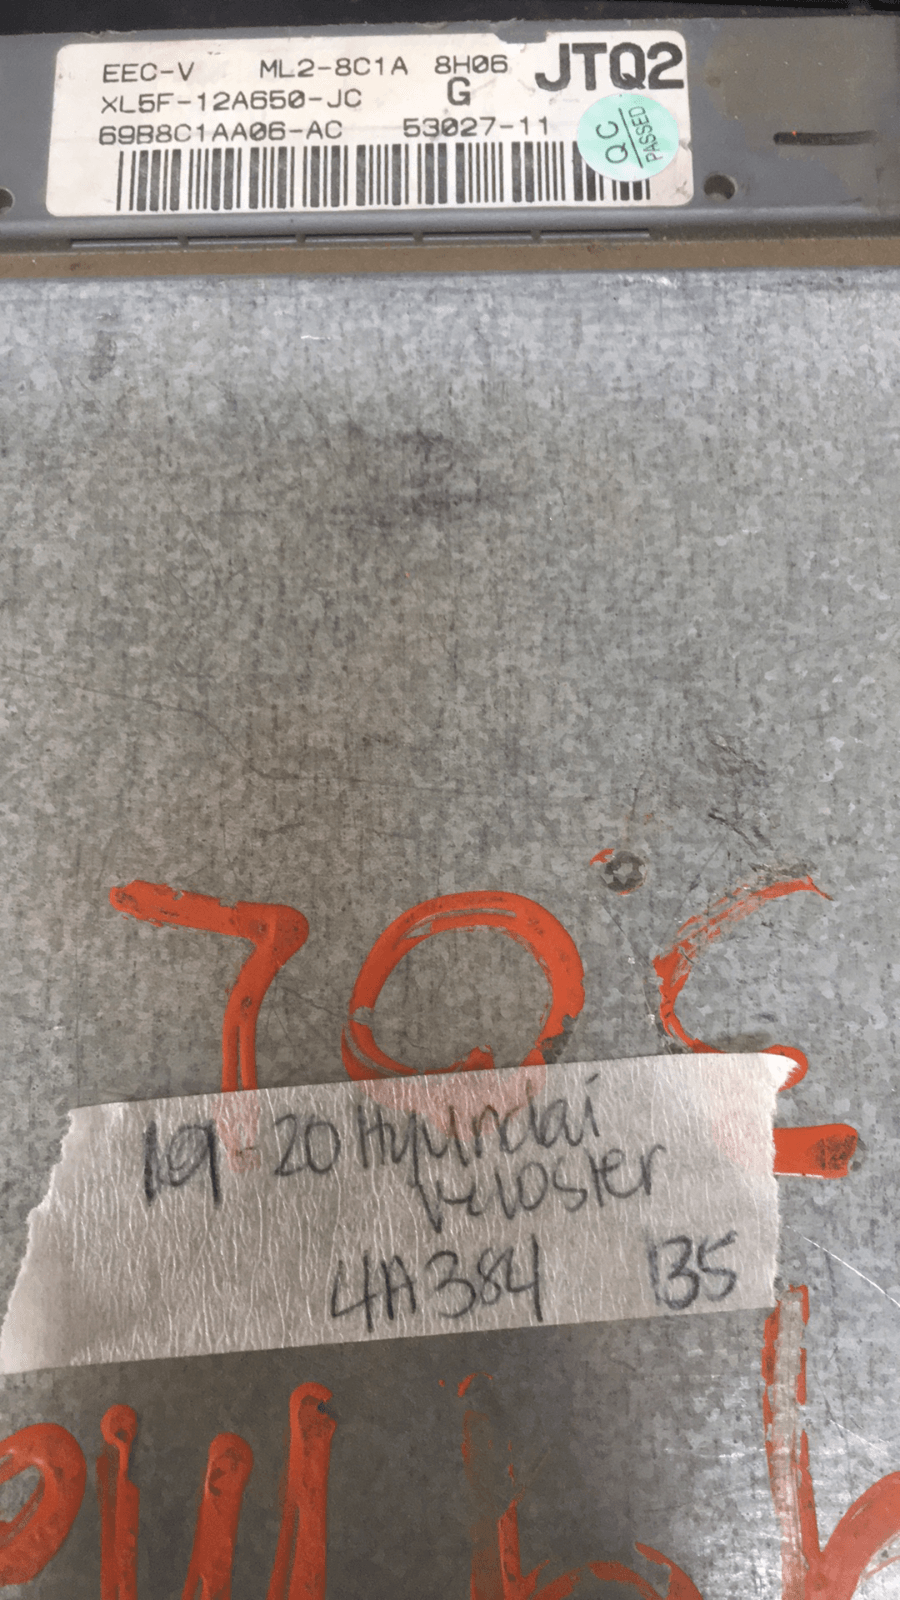 EEC-V ML2-8C1A 8H06 JTQ2
XL5F-12A650-JC G
69B8C1AA06-AC 53027-11
QC PASSED
19-20 Hyundai
Veloster
4A384 135